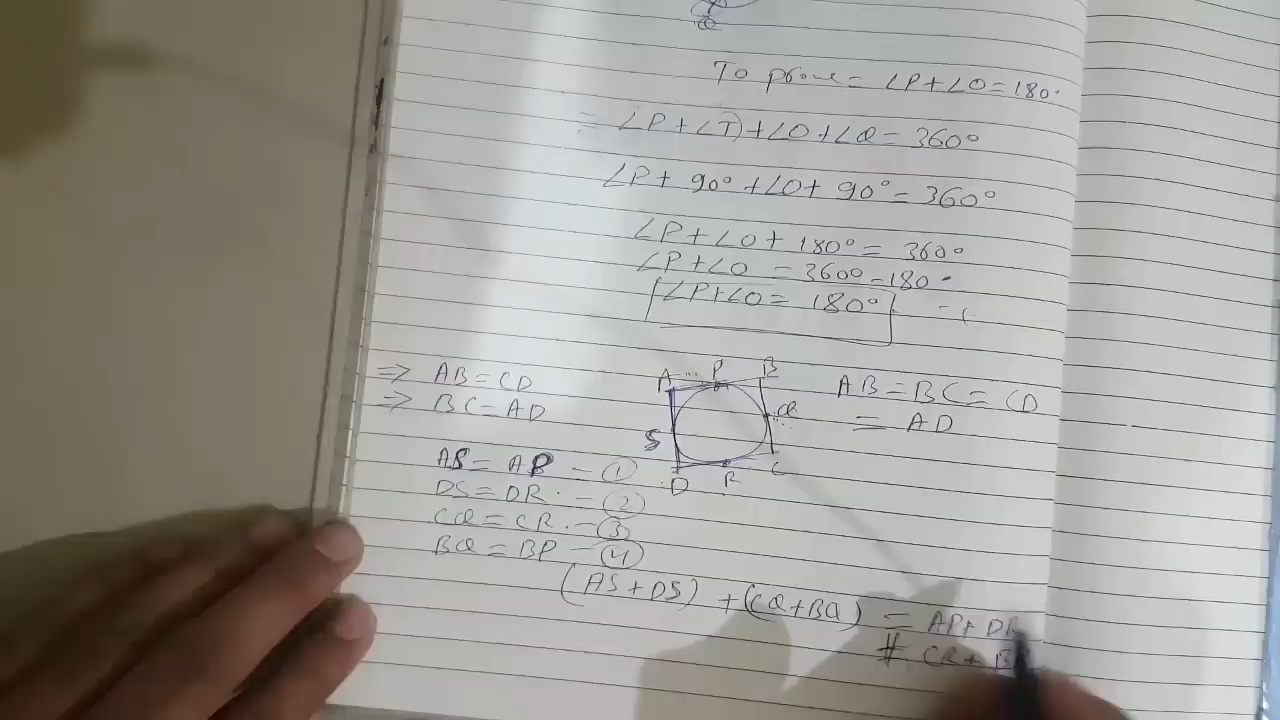 Q
To prove = ∠P+∠O=180°
= ∠P+∠T+∠O+∠Q=360°
∠P+ 90° +∠O+ 90°=360°
∠P+∠O+ 180°= 360°
∠P+∠O = 360°-180°
∠P+∠O= 180°
⇒ AB=CD
⇒ BC=AD
A P B
Q
S
D R C
AB=BC=CD
= AD
AS= AP - ①
DS=DR. - ②
CQ=CR. - ③
BQ=BP - ④
(AS+DS) +(CQ+BQ) = AP+ DR
# CR+ B